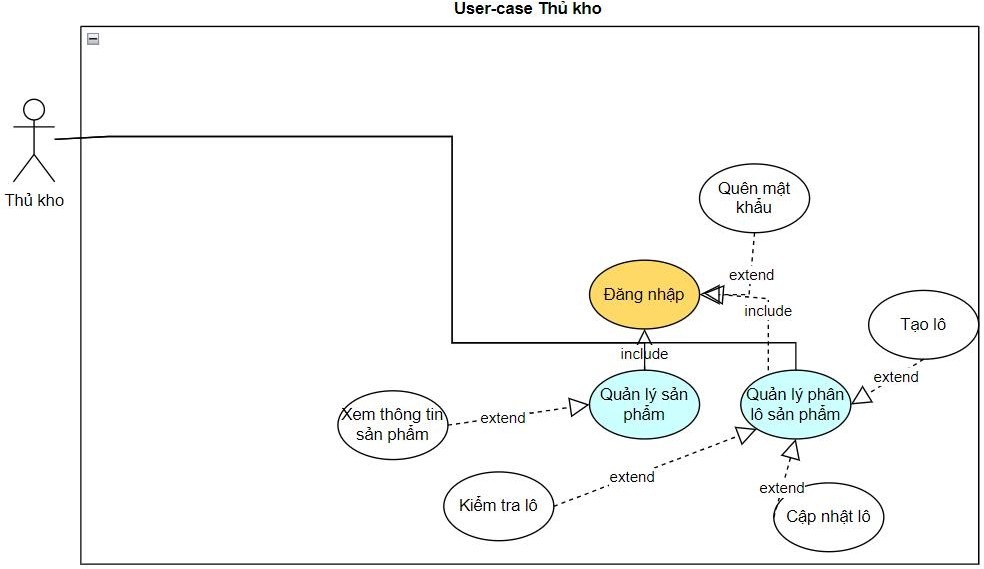 User-case Thủ kho
Thủ kho
Quên mật
khẩu
extend
Đăng nhập
include
Tạo lô
include
extend
Quản lý sản
phẩm
Quản lý phân
lô sản phẩm
Xem thông tin
sản phẩm
extend
extend
extend
Kiểm tra lô
Cập nhật lô